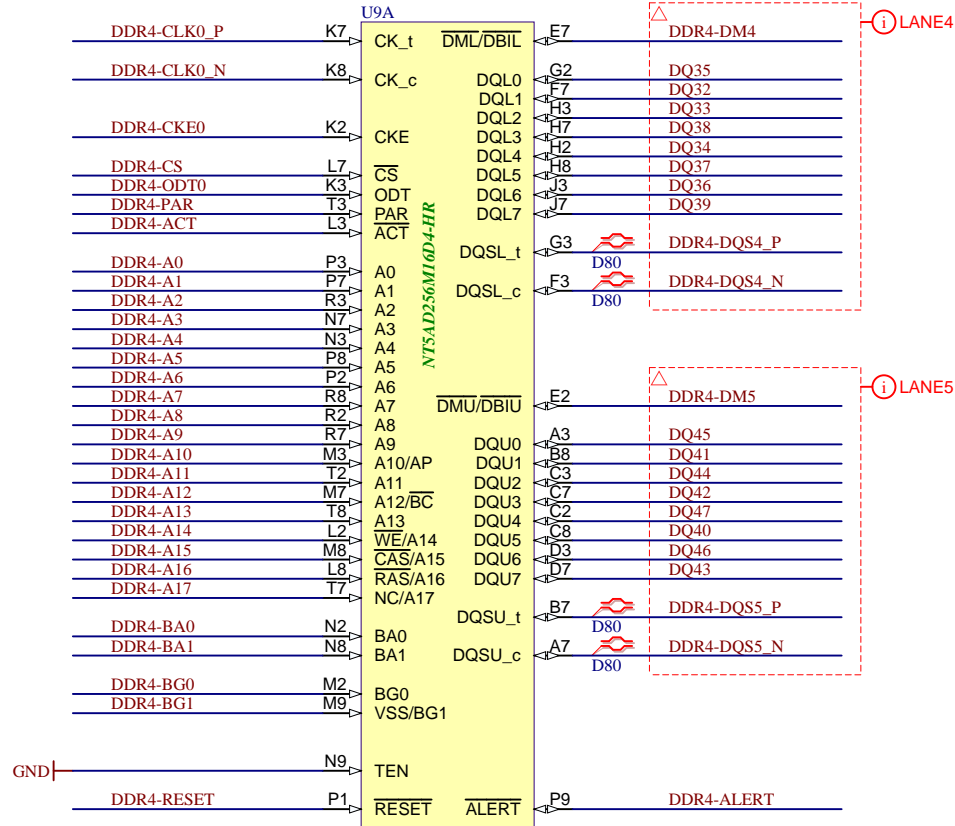 U9A
DDR4-CLK0_P K7 CK_t DML/DBIL E7 DDR4-DM4 i LANE4
DDR4-CLK0_N K8 CK_c DQL0 G2 DQ35
DQL1 F7 DQ32
DQL2 H3 DQ33
DDR4-CKE0 K2 CKE DQL3 H7 DQ38
DQL4 H2 DQ34
DDR4-CS L7 CS DQL5 H8 DQ37
DDR4-ODT0 K3 ODT DQL6 J3 DQ36
DDR4-PAR T3 PAR DQL7 J7 DQ39
DDR4-ACT L3 ACT
DQSL_t G3 D80 DDR4-DQS4_P
DDR4-A0 P3 A0
DDR4-A1 P7 A1 DQSL_c F3 D80 DDR4-DQS4_N
DDR4-A2 R3 A2
DDR4-A3 N7 A3
DDR4-A4 N3 A4
DDR4-A5 P8 A5
DDR4-A6 P2 A6
NT5AD256M16D4-HR
DDR4-A7 R8 A7 DMU/DBIU E2 DDR4-DM5 i LANE5
DDR4-A8 R2 A8
DDR4-A9 R7 A9 DQU0 A3 DQ45
DDR4-A10 M3 A10/AP DQU1 B8 DQ41
DDR4-A11 T2 A11 DQU2 C3 DQ44
DDR4-A12 M7 A12/BC DQU3 C7 DQ42
DDR4-A13 T8 A13 DQU4 C2 DQ47
DDR4-A14 L2 WE/A14 DQU5 C8 DQ40
DDR4-A15 M8 CAS/A15 DQU6 D3 DQ46
DDR4-A16 L8 RAS/A16 DQU7 D7 DQ43
DDR4-A17 T7 NC/A17
DQSU_t B7 D80 DDR4-DQS5_P
DDR4-BA0 N2 BA0
DDR4-BA1 N8 BA1 DQSU_c A7 D80 DDR4-DQS5_N
DDR4-BG0 M2 BG0
DDR4-BG1 M9 VSS/BG1
GND N9 TEN
DDR4-RESET P1 RESET ALERT P9 DDR4-ALERT